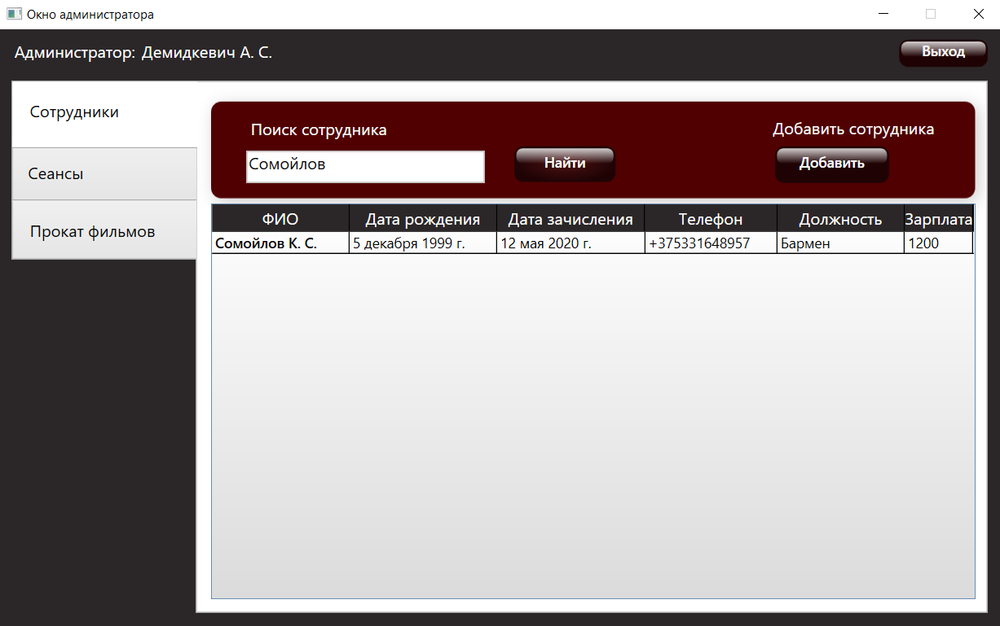 Окно администратора
Администратор: Демидкевич А. С.
Выход
Сотрудники
Сеансы
Прокат фильмов
Поиск сотрудника
Добавить сотрудника
Сомойлов
Найти
Добавить
ФИО Дата рождения Дата зачисления Телефон Должность Зарплата
Сомойлов К. С. 5 декабря 1999 г. 12 мая 2020 г. +375331648957 Бармен 1200